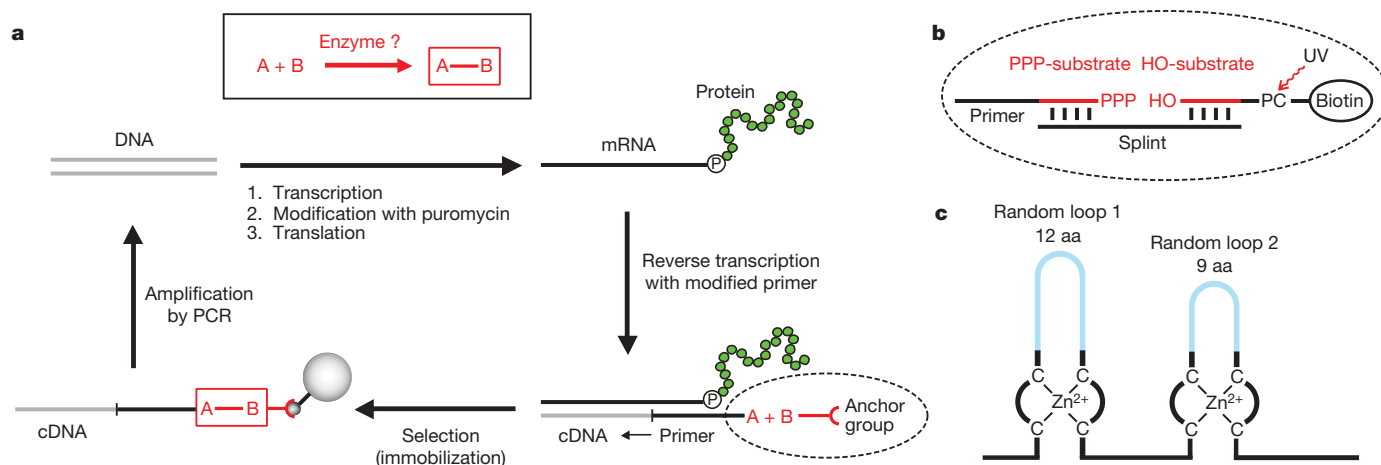 a
Enzyme ?
A + B
A B
Protein
DNA
mRNA
P
1. Transcription
2. Modification with puromycin
3. Translation
Amplification
by PCR
Reverse transcription
with modified primer
P
A B
A + B
Anchor
group
cDNA
Selection
(immobilization)
cDNA
Primer
b
UV
PPP-substrate HO-substrate
PPP HO PC Biotin
Primer
Splint
c
Random loop 1
12 aa
Random loop 2
9 aa
C C C C
Zn2+ Zn2+
C C C C